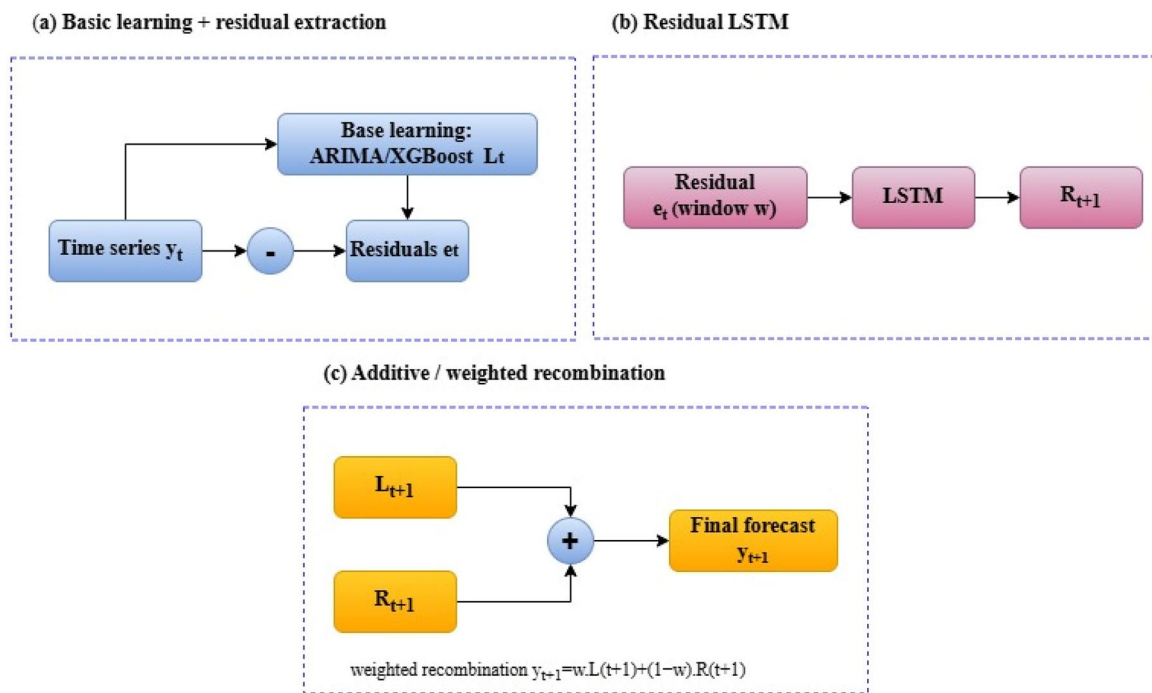 (a) Basic learning + residual extraction
Base learning:
ARIMA/XGBoost Lt
Time series yₜ
-
Residuals et
(b) Residual LSTM
Residual
eₜ (window w)
LSTM
Rₜ₊₁
(c) Additive / weighted recombination
Lₜ₊₁
+
Rₜ₊₁
Final forecast
yₜ₊₁
weighted recombination yₜ₊₁=w.L(t+1)+(1−w).R(t+1)